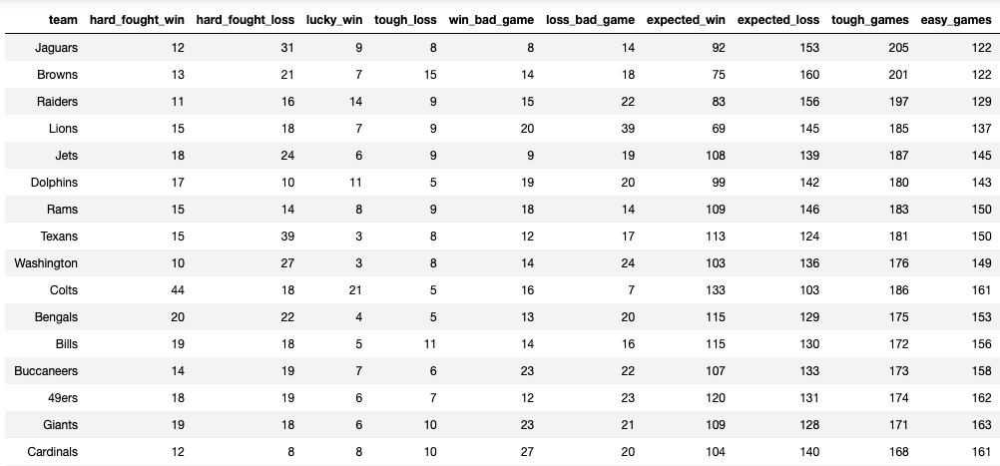 team hard_fought_win hard_fought_loss lucky_win tough_loss win_bad_game loss_bad_game expected_win expected_loss tough_games easy_games
Jaguars 12 31 9 8 8 14 92 153 205 122
Browns 13 21 7 15 14 18 75 160 201 122
Raiders 11 16 14 9 15 22 83 156 197 129
Lions 15 18 7 9 20 39 69 145 185 137
Jets 18 24 6 9 9 19 108 139 187 145
Dolphins 17 10 11 5 19 20 99 142 180 143
Rams 15 14 8 9 18 14 109 146 183 150
Texans 15 39 3 8 12 17 113 124 181 150
Washington 10 27 3 8 14 24 103 136 176 149
Colts 44 18 21 5 16 7 133 103 186 161
Bengals 20 22 4 5 13 20 115 129 175 153
Bills 19 18 5 11 14 16 115 130 172 156
Buccaneers 14 19 7 6 23 22 107 133 173 158
49ers 18 19 6 7 12 23 120 131 174 162
Giants 19 18 6 10 23 21 109 128 171 163
Cardinals 12 8 8 10 27 20 104 140 168 161